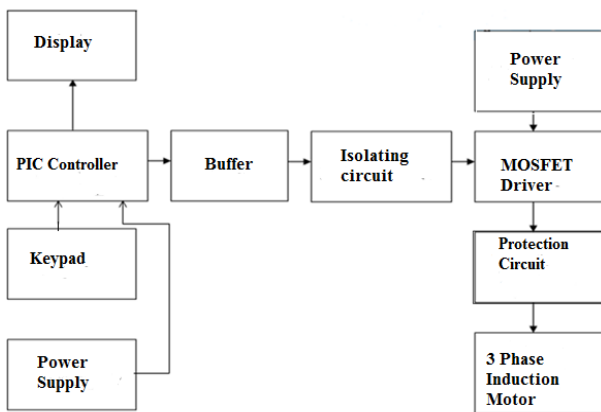 Display
Power
Supply
PIC Controller
Buffer
Isolating
circuit
MOSFET
Driver
Keypad
Protection
Circuit
Power
Supply
3 Phase
Induction
Motor